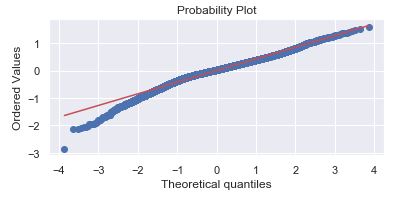 Probability Plot
1
0
−1
−2
−3
Ordered Values
−4 −3 −2 −1 0 1 2 3 4
Theoretical quantiles